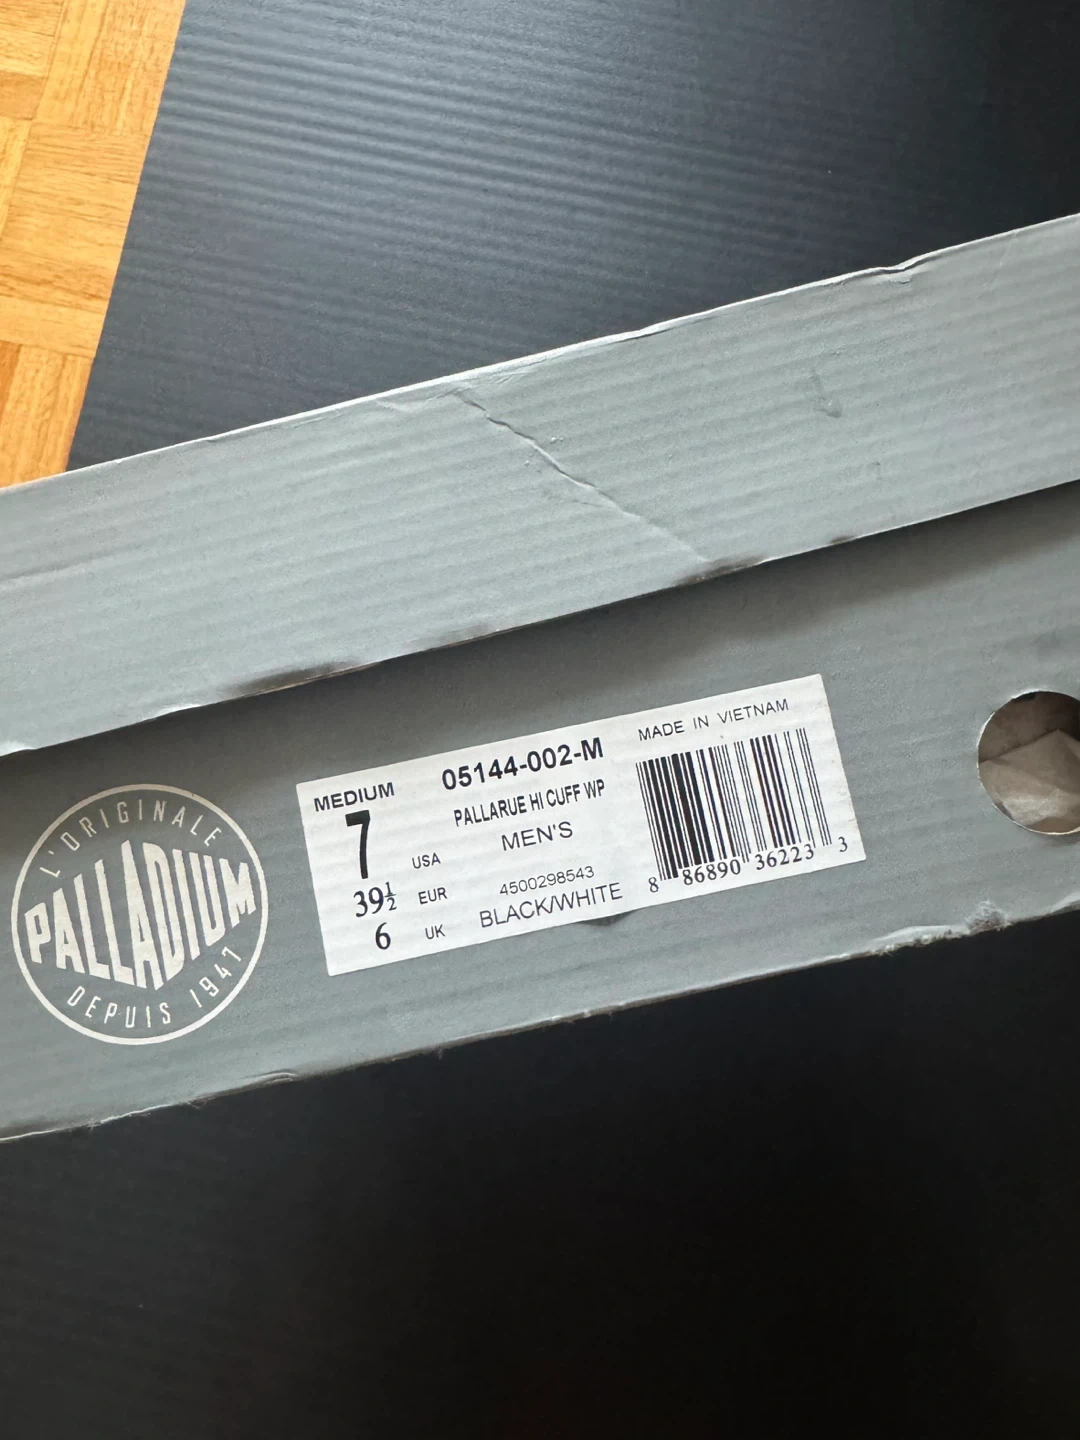 L'ORIGINALE
PALLADIUM
DEPUIS 1947
MEDIUM
7 USA
39½ EUR
6 UK
05144-002-M
PALLARUE HI CUFF WP
MEN'S
4500298543
BLACK/WHITE
MADE IN VIETNAM
8 86890 36223 3